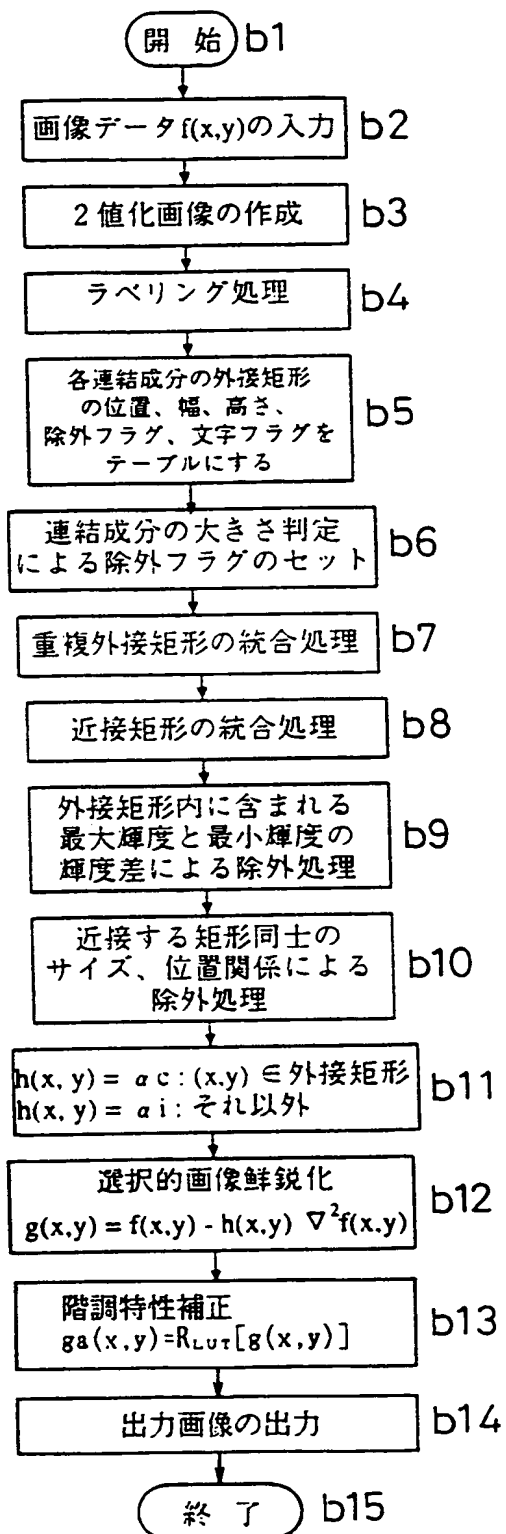 開始 b1
画像データf(x,y)の入力 b2
2値化画像の作成 b3
ラベリング処理 b4
各連結成分の外接矩形
の位置、幅、高さ、
除外フラグ、文字フラグを
テーブルにする
b5
連結成分の大きさ判定
による除外フラグのセット
b6
重複外接矩形の統合処理 b7
近接矩形の統合処理 b8
外接矩形内に含まれる
最大輝度と最小輝度の
輝度差による除外処理
b9
近接する矩形同士の
サイズ、位置関係による
除外処理
b10
h(x, y) = αc : (x.y) ∈ 外接矩形
h(x, y) = αi : それ以外
b11
選択的画像鮮鋭化
g(x,y) = f(x,y) - h(x,y) ∇²f(x,y)
b12
階調特性補正
ga(x,y)=RLUT[g(x,y)]
b13
出力画像の出力 b14
終了 b15